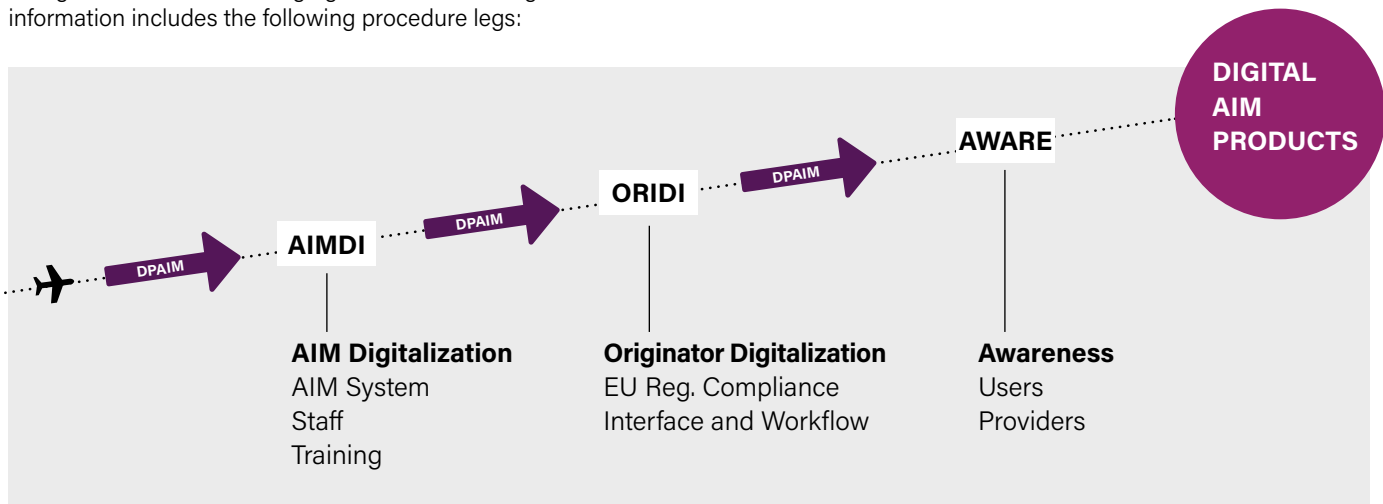 information includes the following procedure legs:
DIGITAL
AIM
PRODUCTS
AWARE
DPAIM
ORIDI
DPAIM
AIMDI
DPAIM
AIM Digitalization
AIM System
Staff
Training
Originator Digitalization
EU Reg. Compliance
Interface and Workflow
Awareness
Users
Providers